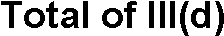 Total of III(d)